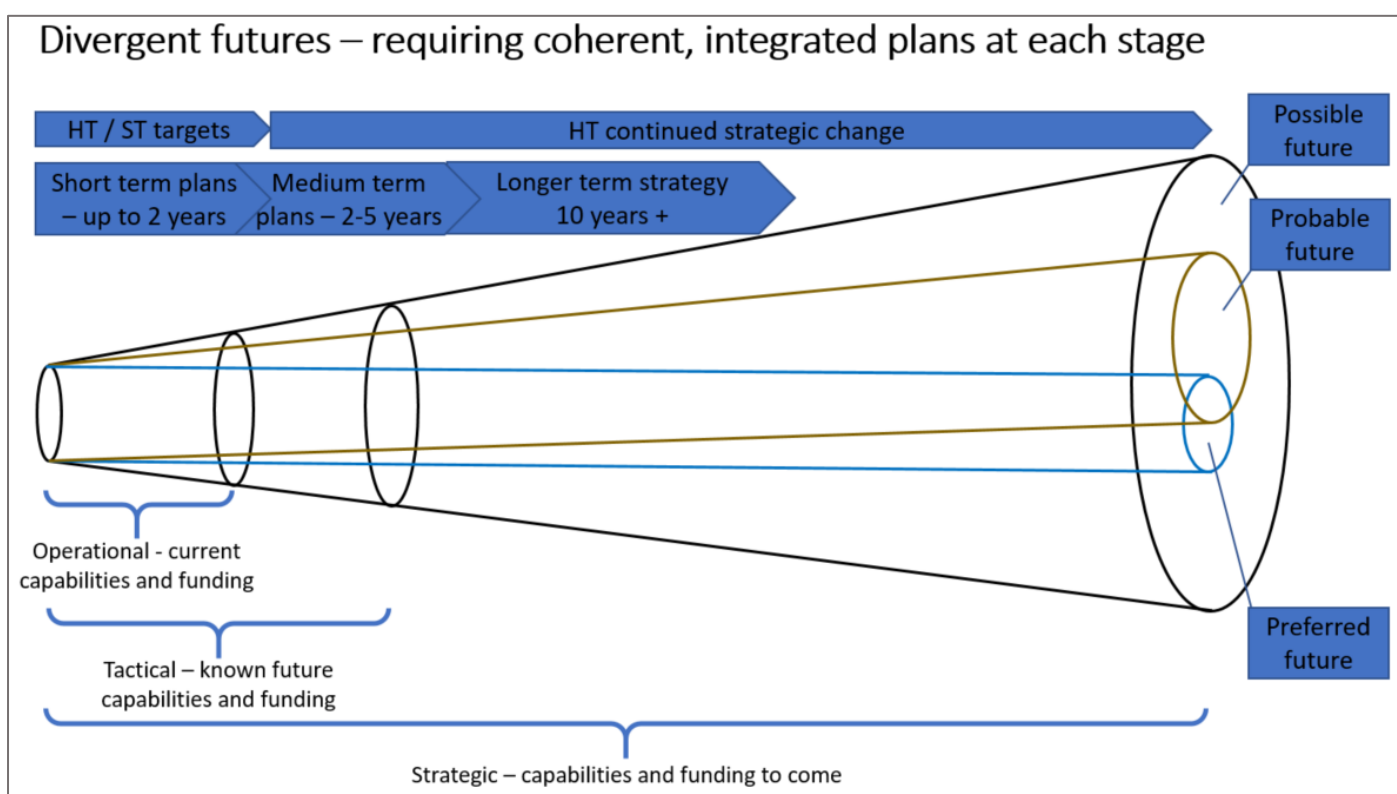 Divergent futures – requiring coherent, integrated plans at each stage
HT / ST targets
HT continued strategic change
Possible
future
Short term plans
– up to 2 years
Medium term
plans – 2-5 years
Longer term strategy
10 years +
Probable
future
Operational - current
capabilities and funding
Tactical – known future
capabilities and funding
Preferred
future
Strategic – capabilities and funding to come